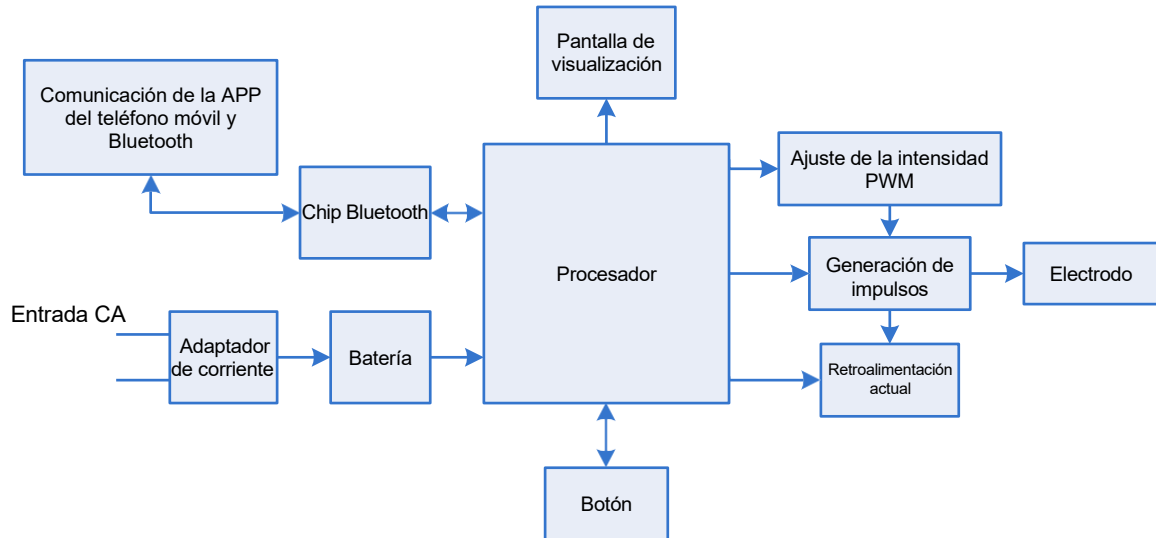 Pantalla de
visualización
Comunicación de la APP
del teléfono móvil y
Bluetooth
Ajuste de la intensidad
PWM
Chip Bluetooth
Procesador
Generación de
impulsos
Electrodo
Entrada CA
Adaptador
de corriente
Batería
Retroalimentación
actual
Botón